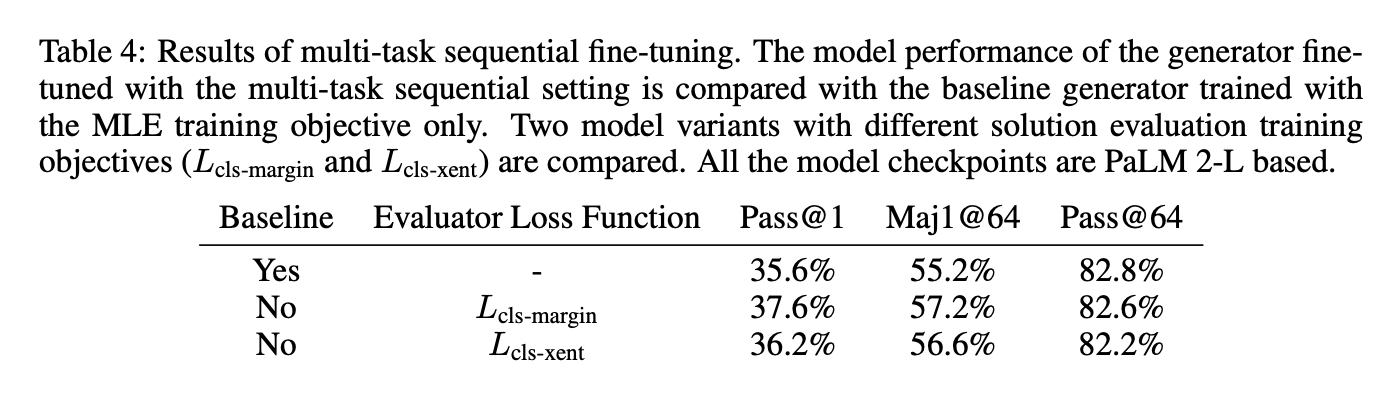 Table 4: Results of multi-task sequential fine-tuning. The model performance of the generator fine-
tuned with the multi-task sequential setting is compared with the baseline generator trained with
the MLE training objective only. Two model variants with different solution evaluation training
objectives (Lcls-margin and Lcls-xent) are compared. All the model checkpoints are PaLM 2-L based.
Baseline Evaluator Loss Function Pass@1 Maj1@64 Pass@64
Yes - 35.6% 55.2% 82.8%
No Lcls-margin 37.6% 57.2% 82.6%
No Lcls-xent 36.2% 56.6% 82.2%